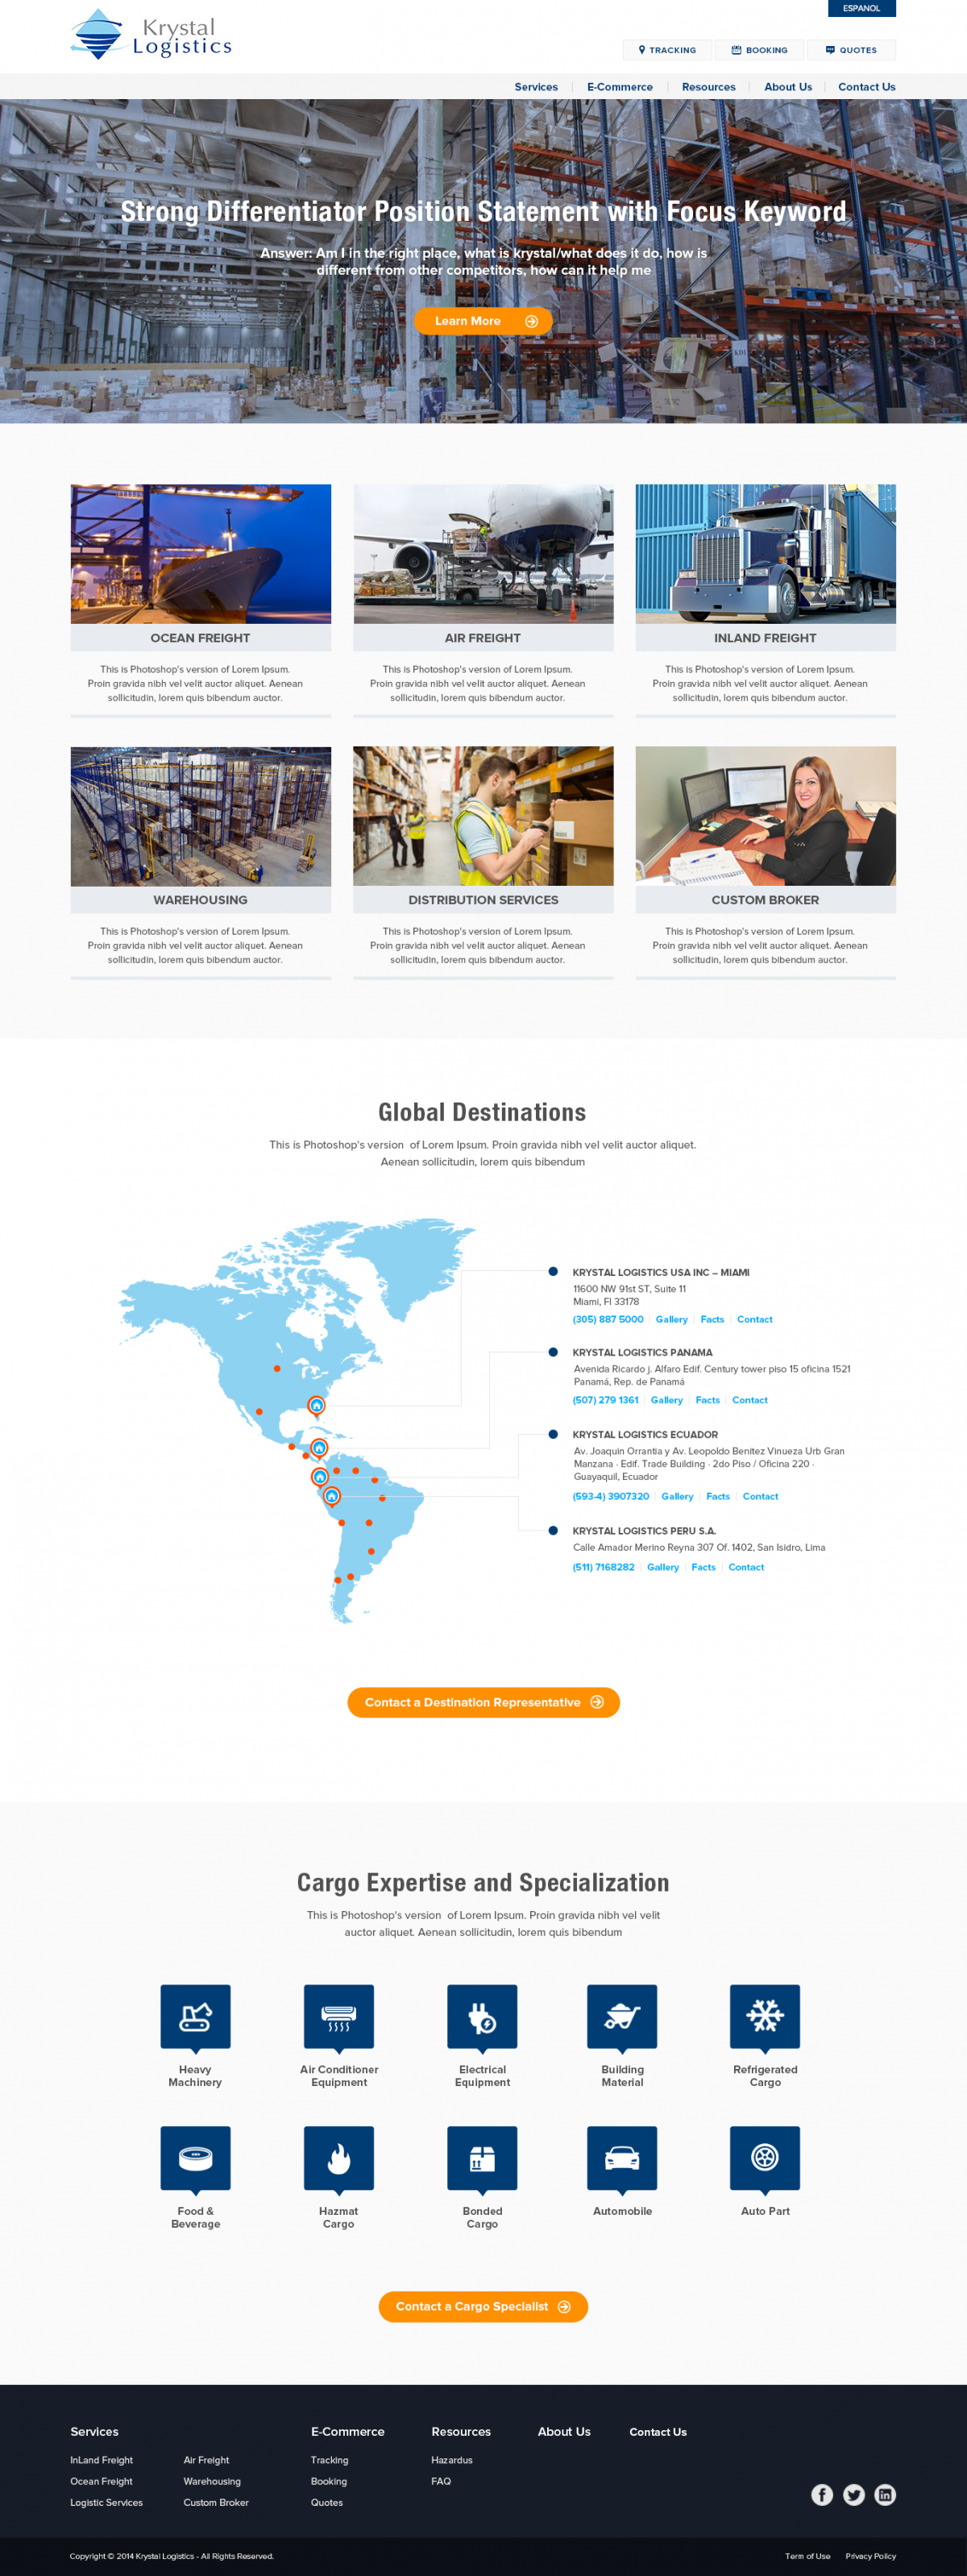 ESPANOL
Krystal
Logistics
TRACKING
BOOKING
QUOTES
Services
E-Commerce
Resources
About Us
Contact Us
Strong Differentiator Position Statement with Focus Keyword
Answer: Am I in the right place, what is krystal/what does it do, how is
different from other competitors, how can it help me
Learn More
OCEAN FREIGHT
This is Photoshop's version of Lorem Ipsum.
Proin gravida nibh vel velit auctor aliquet. Aenean
sollicitudin, lorem quis bibendum auctor.
AIR FREIGHT
This is Photoshop's version of Lorem Ipsum.
Proin gravida nibh vel velit auctor aliquet. Aenean
sollicitudin, lorem quis bibendum auctor.
INLAND FREIGHT
This is Photoshop's version of Lorem Ipsum.
Proin gravida nibh vel velit auctor aliquet. Aenean
sollicitudin, lorem quis bibendum auctor.
WAREHOUSING
This is Photoshop's version of Lorem Ipsum.
Proin gravida nibh vel velit auctor aliquet. Aenean
sollicitudin, lorem quis bibendum auctor.
DISTRIBUTION SERVICES
This is Photoshop's version of Lorem Ipsum.
Proin gravida nibh vel velit auctor aliquet. Aenean
sollicitudin, lorem quis bibendum auctor.
CUSTOM BROKER
This is Photoshop's version of Lorem Ipsum.
Proin gravida nibh vel velit auctor aliquet. Aenean
sollicitudin, lorem quis bibendum auctor.
Global Destinations
This is Photoshop's version of Lorem Ipsum. Proin gravida nibh vel velit auctor aliquet.
Aenean sollicitudin, lorem quis bibendum
KRYSTAL LOGISTICS USA INC – MIAMI
11600 NW 91st ST, Suite 11
Miami, Fl 33178
(305) 887 5000 | Gallery | Facts | Contact
KRYSTAL LOGISTICS PANAMA
Avenida Ricardo j. Alfaro Edif. Century tower piso 15 oficina 1521
Panamá, Rep. de Panamá
(507) 279 1361 | Gallery | Facts | Contact
KRYSTAL LOGISTICS ECUADOR
Av. Joaquin Orrantia y Av. Leopoldo Benitez Vinueza Urb Gran
Manzana · Edif. Trade Building · 2do Piso / Oficina 220 ·
Guayaquil, Ecuador
(593-4) 3907320 | Gallery | Facts | Contact
KRYSTAL LOGISTICS PERU S.A.
Calle Amador Merino Reyna 307 Of. 1402, San Isidro, Lima
(511) 7168282 | Gallery | Facts | Contact
Contact a Destination Representative
Cargo Expertise and Specialization
This is Photoshop's version of Lorem Ipsum. Proin gravida nibh vel velit
auctor aliquet. Aenean sollicitudin, lorem quis bibendum
Heavy
Machinery
Air Conditioner
Equipment
Electrical
Equipment
Building
Material
Refrigerated
Cargo
Food &
Beverage
Hazmat
Cargo
Bonded
Cargo
Automobile
Auto Part
Contact a Cargo Specialist
Services
InLand Freight
Ocean Freight
Logistic Services
Air Freight
Warehousing
Custom Broker
E-Commerce
Tracking
Booking
Quotes
Resources
Hazardus
FAQ
About Us
Contact Us
Copyright © 2014 Krystal Logistics - All Rights Reserved.
Term of Use
Privacy Policy